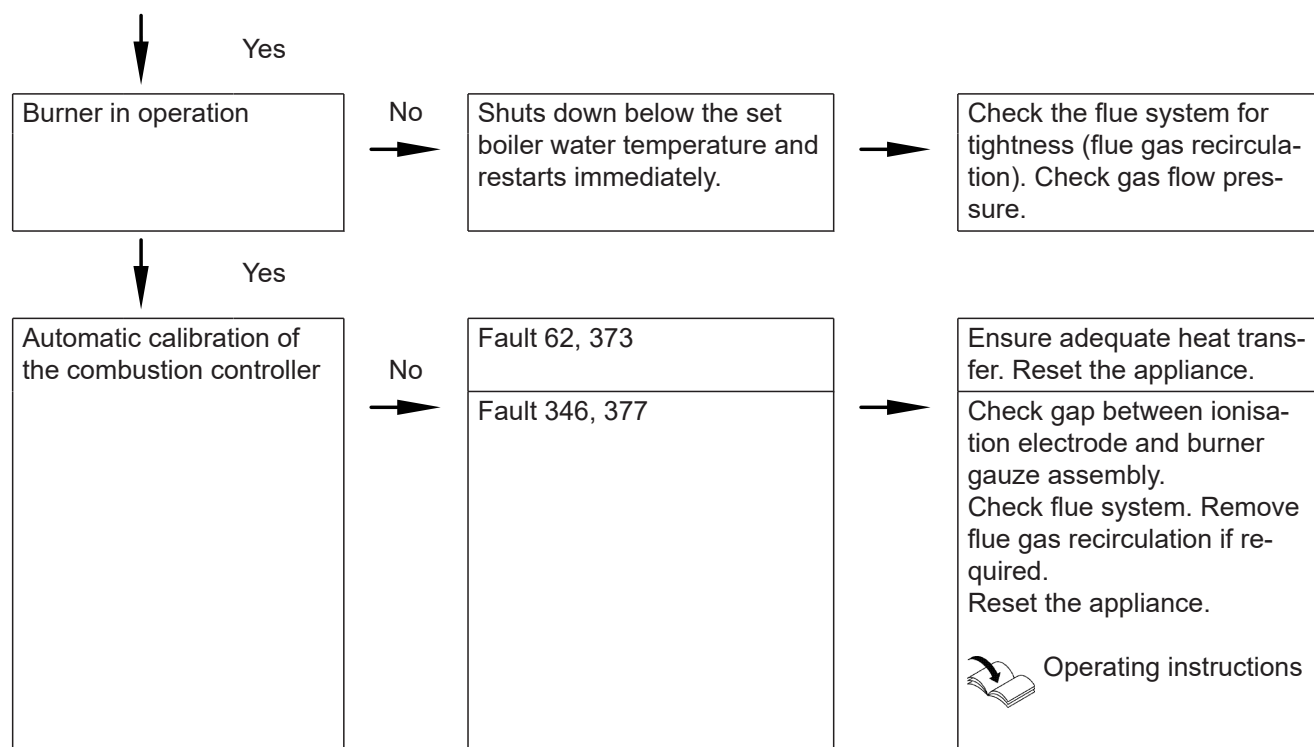 Yes
Burner in operation
No
Shuts down below the set
boiler water temperature and
restarts immediately.
Check the flue system for
tightness (flue gas recircula-
tion). Check gas flow pres-
sure.
Yes
Automatic calibration of
the combustion controller
No
Fault 62, 373
Ensure adequate heat trans-
fer. Reset the appliance.
Fault 346, 377
Check gap between ionisa-
tion electrode and burner
gauze assembly.
Check flue system. Remove
flue gas recirculation if re-
quired.
Reset the appliance.
Operating instructions